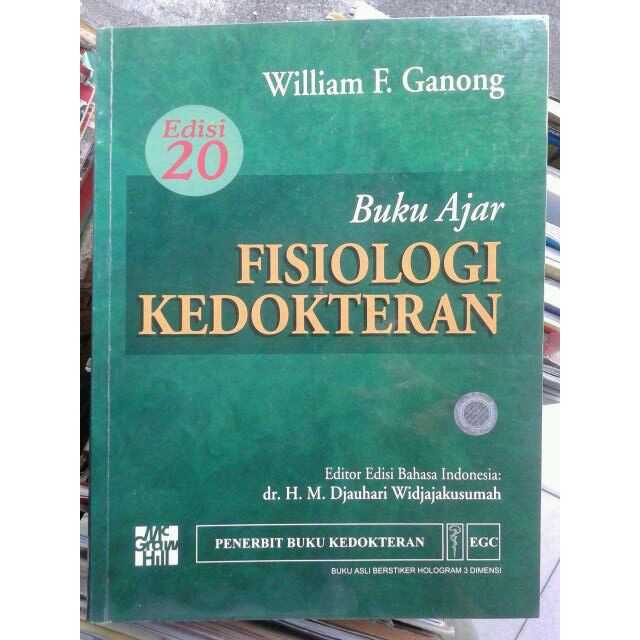 William F. Ganong
Edisi
20
Buku Ajar
FISIOLOGI
KEDOKTERAN
Editor Edisi Bahasa Indonesia:
dr. H. M. Djauhari Widjajakusumah
Mc
Graw
Hill
PENERBIT BUKU KEDOKTERAN
EGC
BUKU ASLI BERSTIKER HOLOGRAM 3 DIMENSI